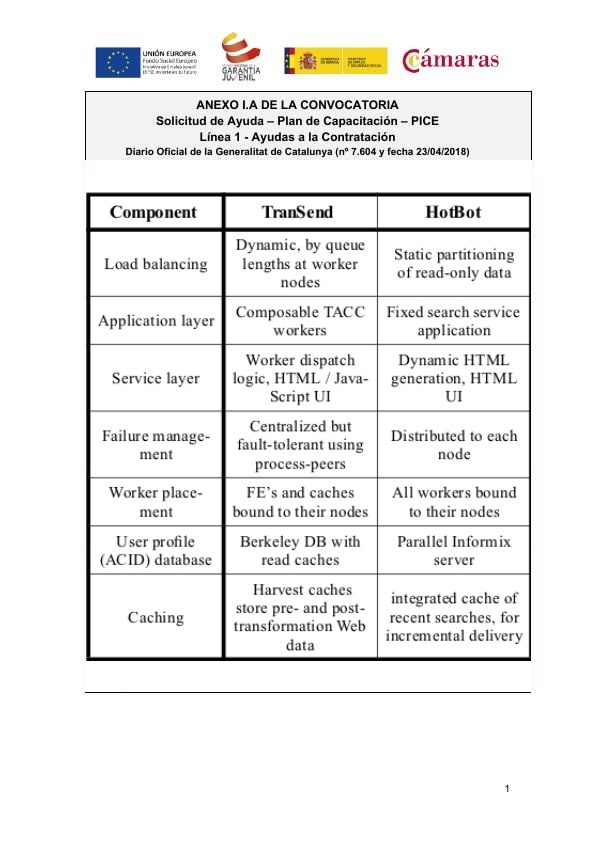 UNIÓN EUROPEA
Fondo Social Europeo
Iniciativa de Empleo Juvenil
El FSE invierte en tu futuro
GARANTÍA
JUVENIL
GOBIERNO
DE ESPAÑA
MINISTERIO
DE EMPLEO
Y SEGURIDAD SOCIAL
Cámaras
ANEXO I.A DE LA CONVOCATORIA
Solicitud de Ayuda – Plan de Capacitación – PICE
Línea 1 - Ayudas a la Contratación
Diario Oficial de la Generalitat de Catalunya (nº 7.604 y fecha 23/04/2018)
Component TranSend HotBot
Load balancing
Dynamic, by queue
lengths at worker
nodes
Static partitioning
of read-only data
Application layer
Composable TACC
workers
Fixed search service
application
Service layer
Worker dispatch
logic, HTML / Java-
Script UI
Dynamic HTML
generation, HTML
UI
Failure manage-
ment
Centralized but
fault-tolerant using
process-peers
Distributed to each
node
Worker place-
ment
FE's and caches
bound to their nodes
All workers bound
to their nodes
User profile
(ACID) database
Berkeley DB with
read caches
Parallel Informix
server
Caching
Harvest caches
store pre- and post-
transformation Web
data
integrated cache of
recent searches, for
incremental delivery
1